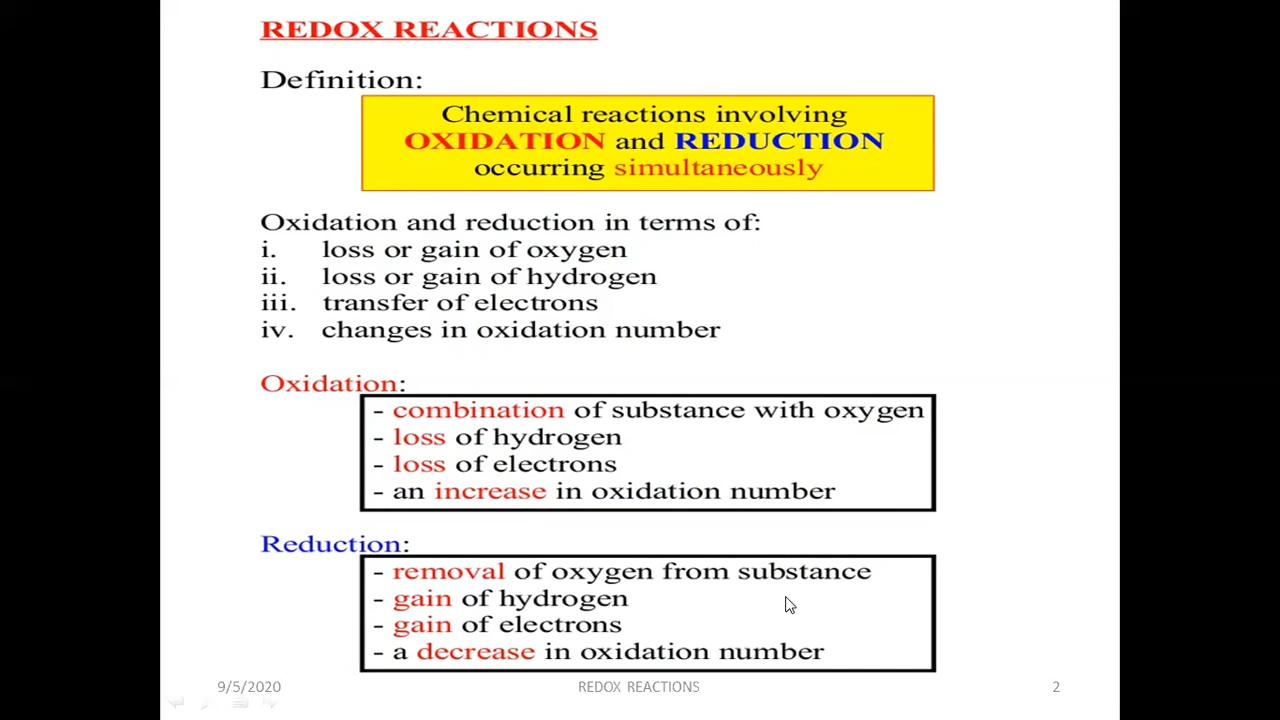 REDOX REACTIONS
Definition:
Chemical reactions involving
OXIDATION and REDUCTION
occurring simultaneously
Oxidation and reduction in terms of:
i. loss or gain of oxygen
ii. loss or gain of hydrogen
iii. transfer of electrons
iv. changes in oxidation number
Oxidation:
- combination of substance with oxygen
- loss of hydrogen
- loss of electrons
- an increase in oxidation number
Reduction:
- removal of oxygen from substance
- gain of hydrogen
- gain of electrons
- a decrease in oxidation number
9/5/2020 REDOX REACTIONS 2